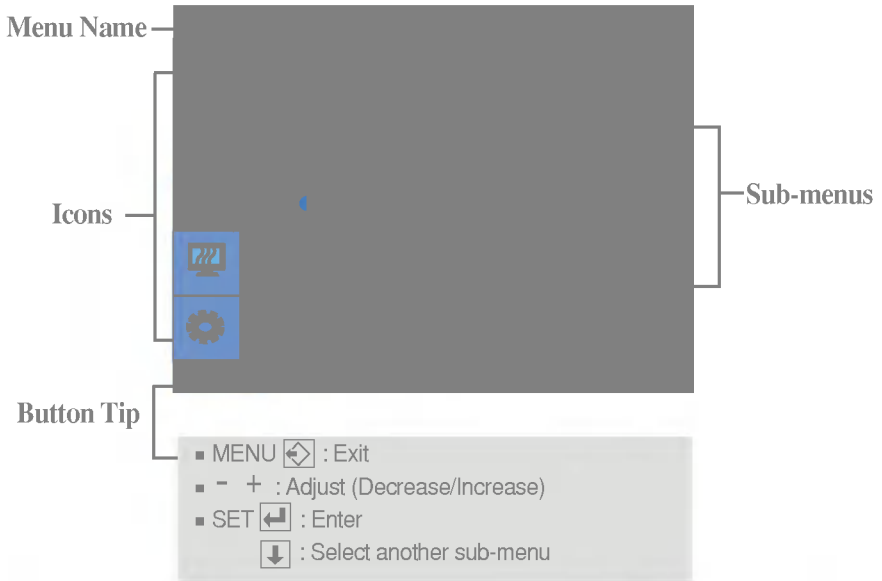 Menu Name
Icons
Sub-menus
Button Tip
■ MENU : Exit
■ - + : Adjust (Decrease/Increase)
■ SET : Enter
: Select another sub-menu